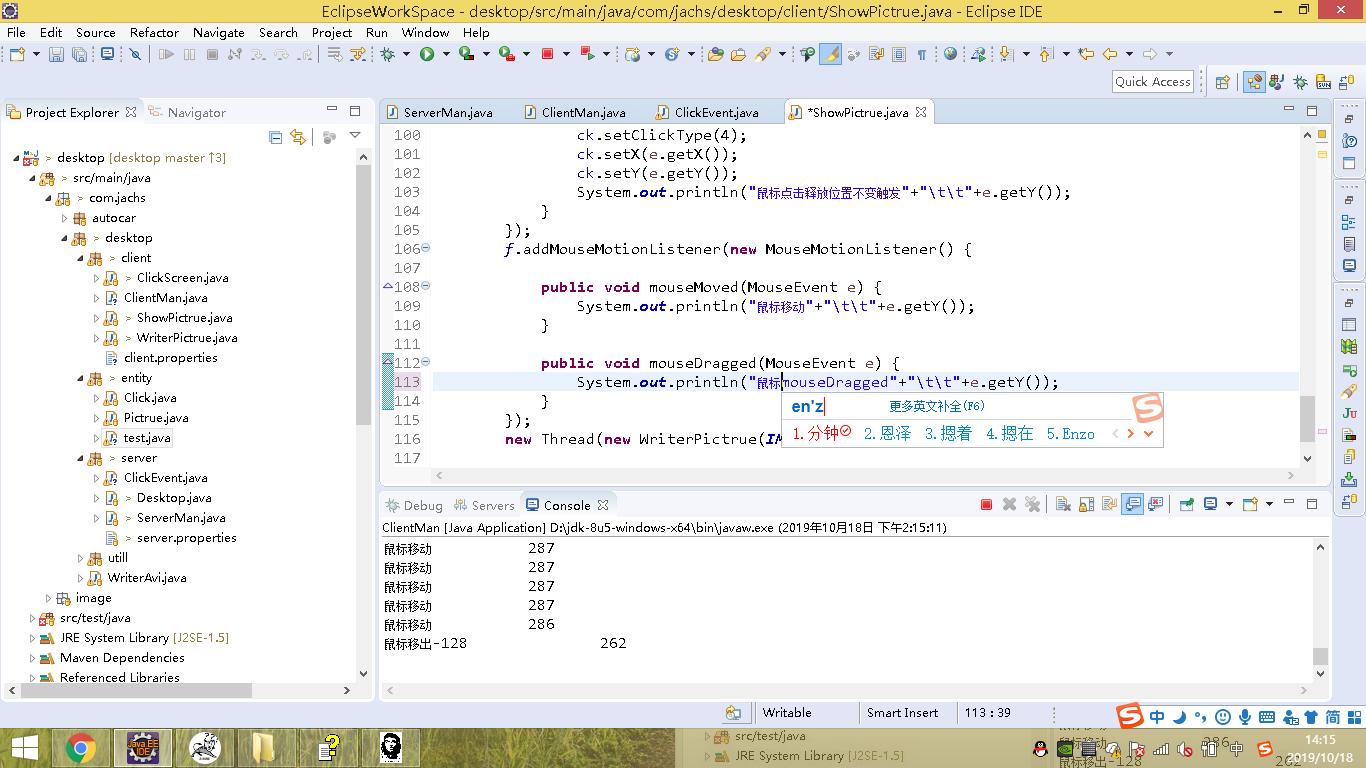 EclipseWorkSpace - desktop/src/main/java/com/jachs/desktop/client/ShowPictrue.java - Eclipse IDE
File Edit Source Refactor Navigate Search Project Run Window Help
Quick Access
Project Explorer Navigator
> desktop [desktop master ↑3]
> src/main/java
> com.jachs
autocar
> desktop
> client
> ClickScreen.java
ClientMan.java
> ShowPictrue.java
> WriterPictrue.java
client.properties
> entity
Click.java
Pictrue.java
test.java
> server
ClickEvent.java
> Desktop.java
> ServerMan.java
> server.properties
> utill
WriterAvi.java
image
src/test/java
JRE System Library [J2SE-1.5]
Maven Dependencies
Referenced Libraries
ServerMan.java ClientMan.java ClickEvent.java *ShowPictrue.java
100 ck.setClickType(4);
101 ck.setX(e.getX());
102 ck.setY(e.getY());
103 System.out.println("鼠标点击释放位置不变触发"+"\t\t"+e.getY());
104 }
105 });
106 f.addMouseMotionListener(new MouseMotionListener() {
107
108 public void mouseMoved(MouseEvent e) {
109 System.out.println("鼠标移动"+"\t\t"+e.getY());
110 }
111
112 public void mouseDragged(MouseEvent e) {
113 System.out.println("鼠标mouseDragged"+"\t\t"+e.getY());
114 }
115 });
116 new Thread(new WriterPictrue(IM
117
en'z 更多英文补全(F6)
1.分钟 2.恩泽 3.摁着 4.摁在 5.Enzo
Debug Servers Console
ClientMan [Java Application] D:\jdk-8u5-windows-x64\bin\javaw.exe (2019年10月18日 下午2:15:11)
鼠标移动 287
鼠标移动 287
鼠标移动 287
鼠标移动 287
鼠标移动 286
鼠标移出-128 262
Writable Smart Insert 113 : 39
中 简
src/test/java
JRE System Library [J2SE-1.5]
286
鼠标移出-128 262
中
14:15
2019/10/18